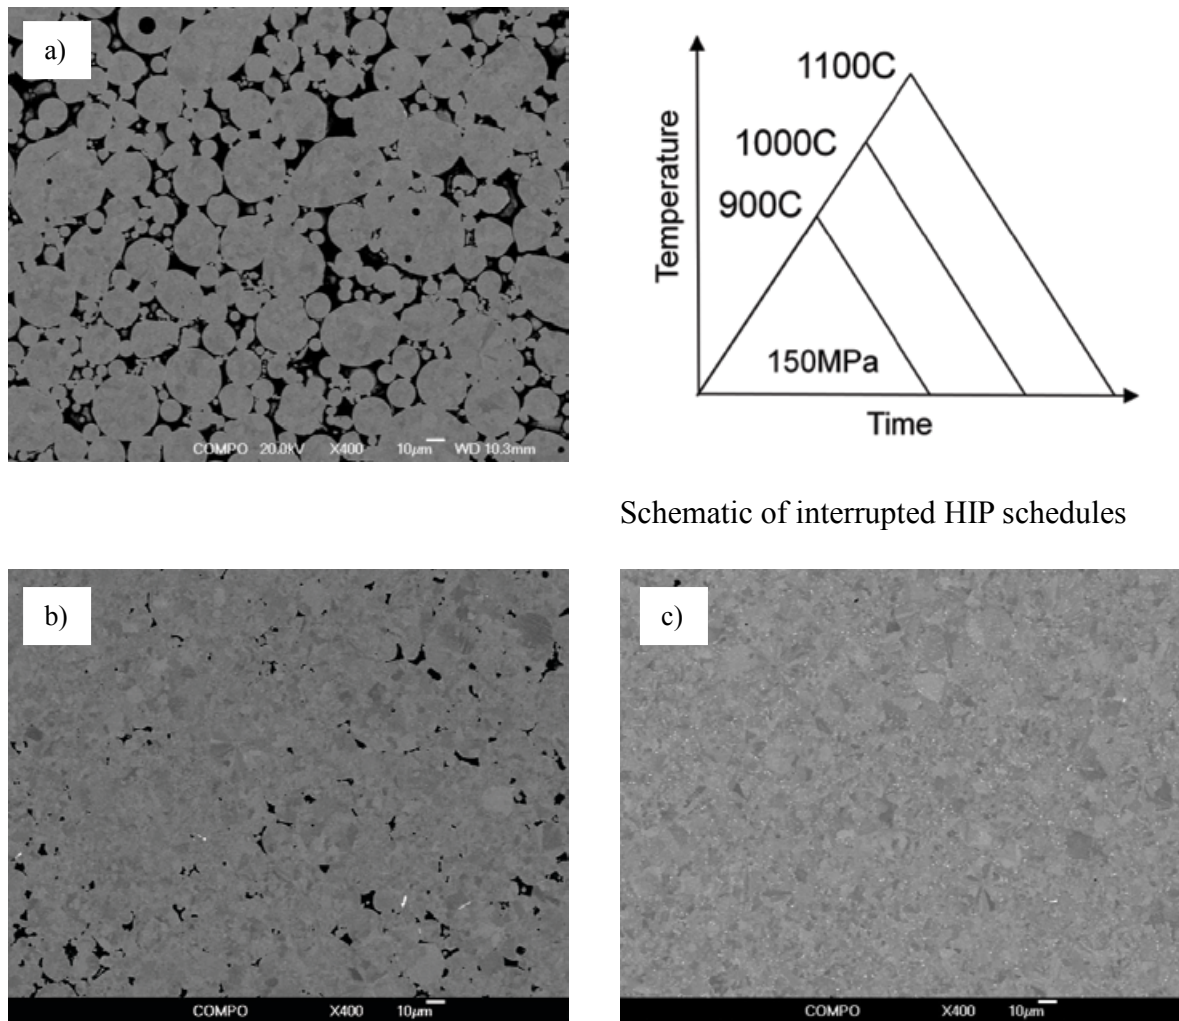 a)
COMPO 20.0kV X400 10µm WD 10.3mm
1100C
1000C
900C
Temperature
150MPa
Time
Schematic of interrupted HIP schedules
b)
COMPO X400 10µm
c)
COMPO X400 10µm